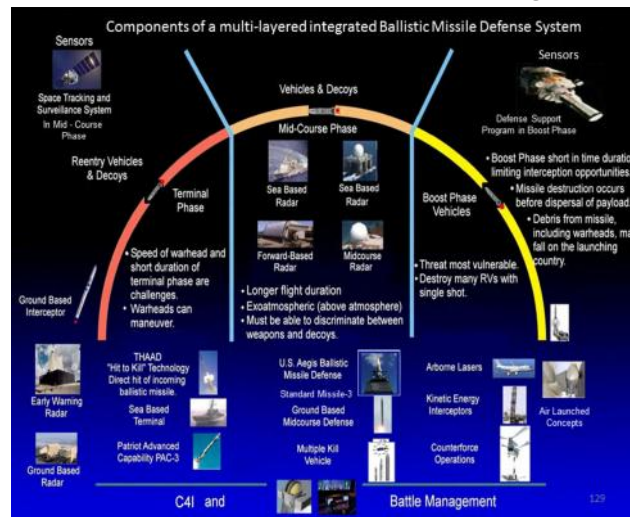 Components of a multi-layered integrated Ballistic Missile Defense System
Sensors
Space Tracking and
Surveillance System
In Mid - Course
Phase
Reentry Vehicles
& Decoys
Terminal
Phase
• Speed of warhead and
short duration of
terminal phase are
challenges.
• Warheads can
maneuver.
Ground Based
Interceptor
Vehicles & Decoys
Mid-Course Phase
Sea Based
Radar
Sea Based
Radar
Forward-Based
Radar
Midcourse
Radar
• Longer flight duration
• Exoatmospheric (above atmosphere)
• Must be able to discriminate between
weapons and decoys.
Sensors
Defense Support
Program in Boost Phase
• Boost Phase short in time duratio
limiting interception opportunities.
• Missile destruction occurs
before dispersal of payload.
• Debris from missile,
including warheads, ma
fall on the launching
country.
Boost Phase
Vehicles
• Threat most vulnerable.
• Destroy many RVs with
single shot.
Early Warning
Radar
Ground Based
Radar
THAAD
"Hit to Kill" Technology
Direct hit of incoming
ballistic missile.
Sea Based
Terminal
Patriot Advanced
Capability PAC-3
U.S. Aegis Ballistic
Missile Defense
Standard Missile-3
Ground Based
Midcourse Defense
Multiple Kill
Vehicle
Airborne Lasers
Kinetic Energy
Interceptors
Counterforce
Operations
Air Launched
Concepts
C4I and
Battle Management
129